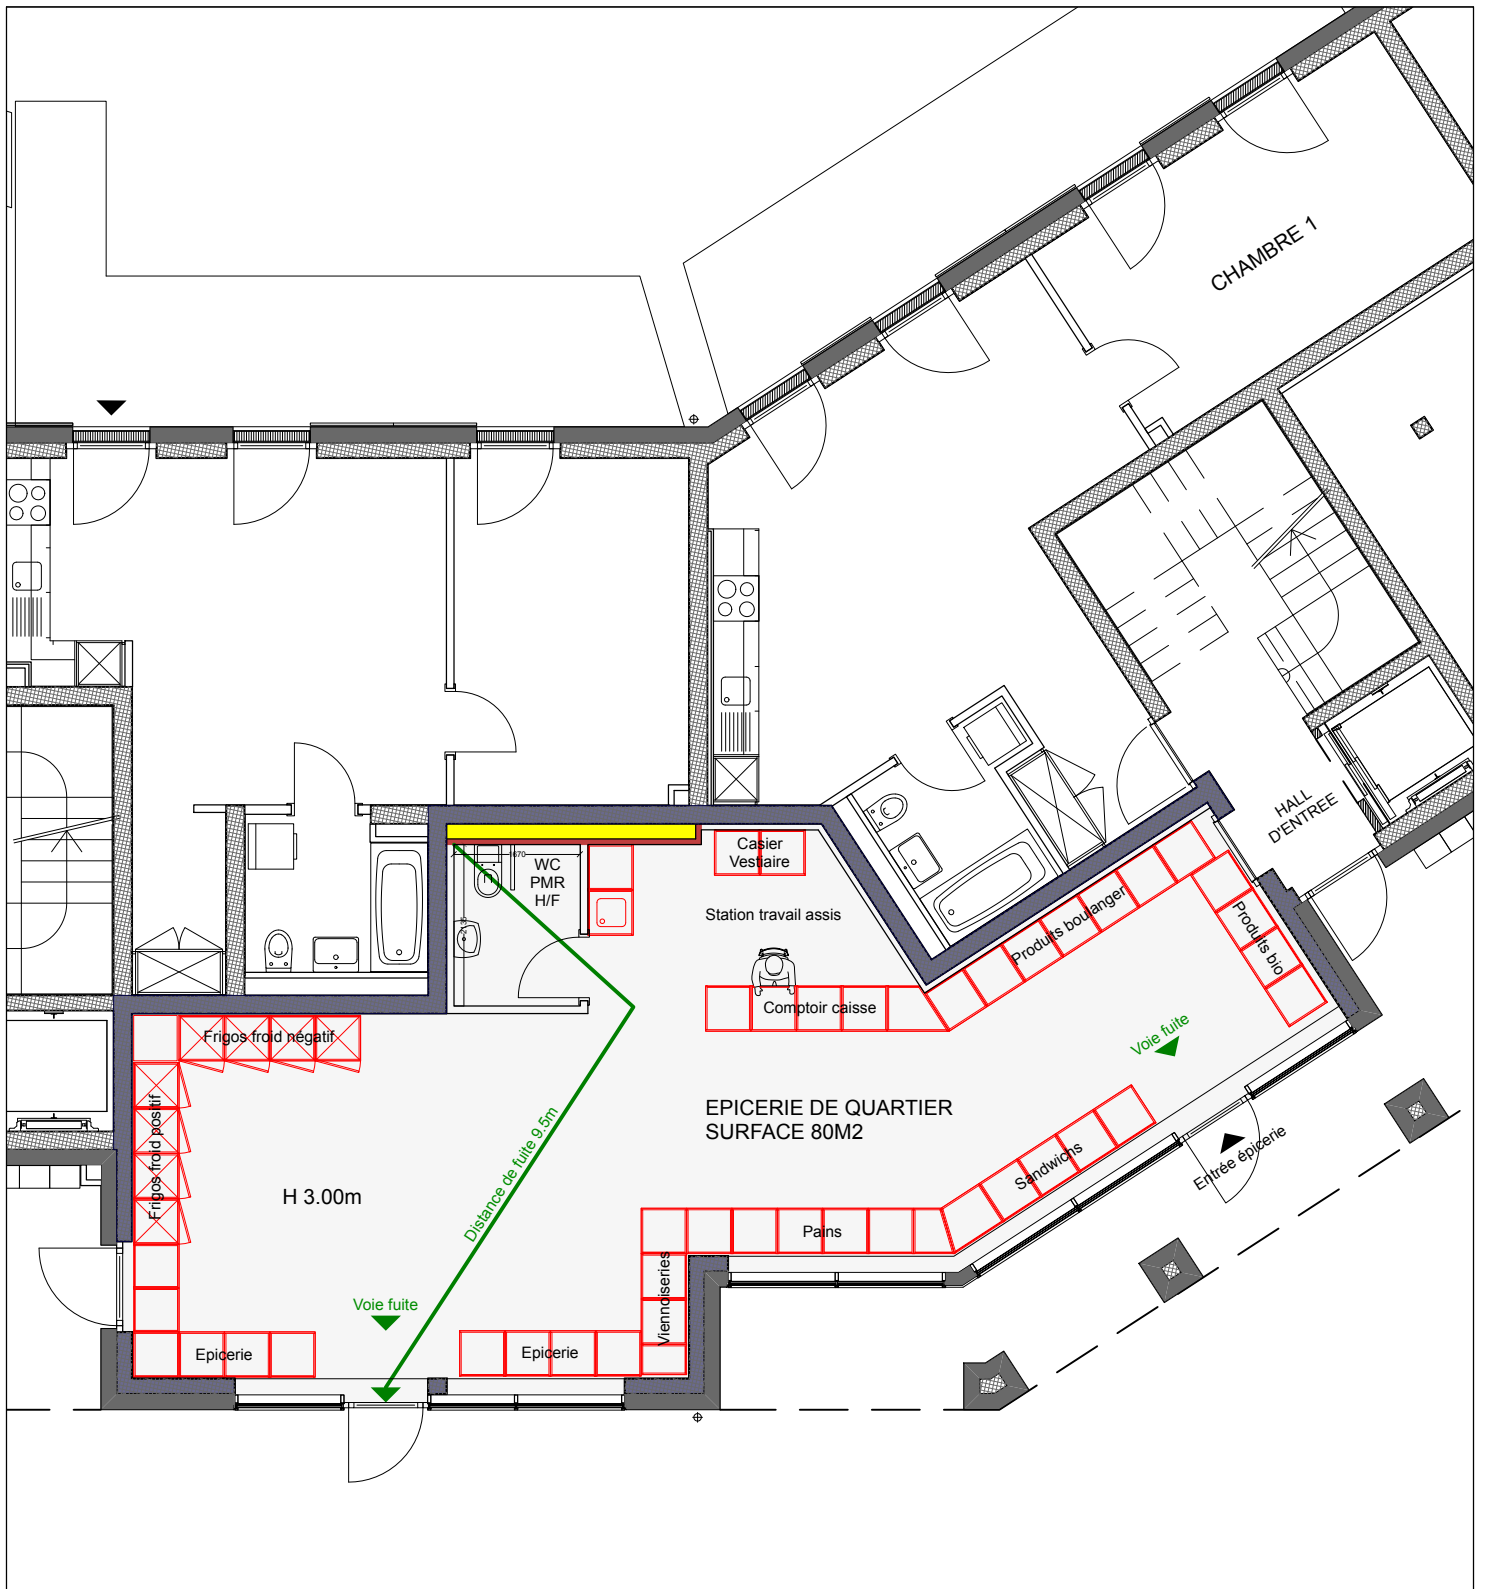 CHAMBRE 1
HALL
D'ENTREE
Casier
Vestiaire
1670
WC
PMR
H/F
Station travail assis
Produits boulanger
Produits bio
Comptoir caisse
Frigos froid négatif
Frigos froid positif
Voie fuite
EPICERIE DE QUARTIER
SURFACE 80M2
Distance de fuite 9.5m
Sandwichs
Entrée épicerie
H 3.00m
Pains
Viennoiseries
Voie fuite
Epicerie
Epicerie